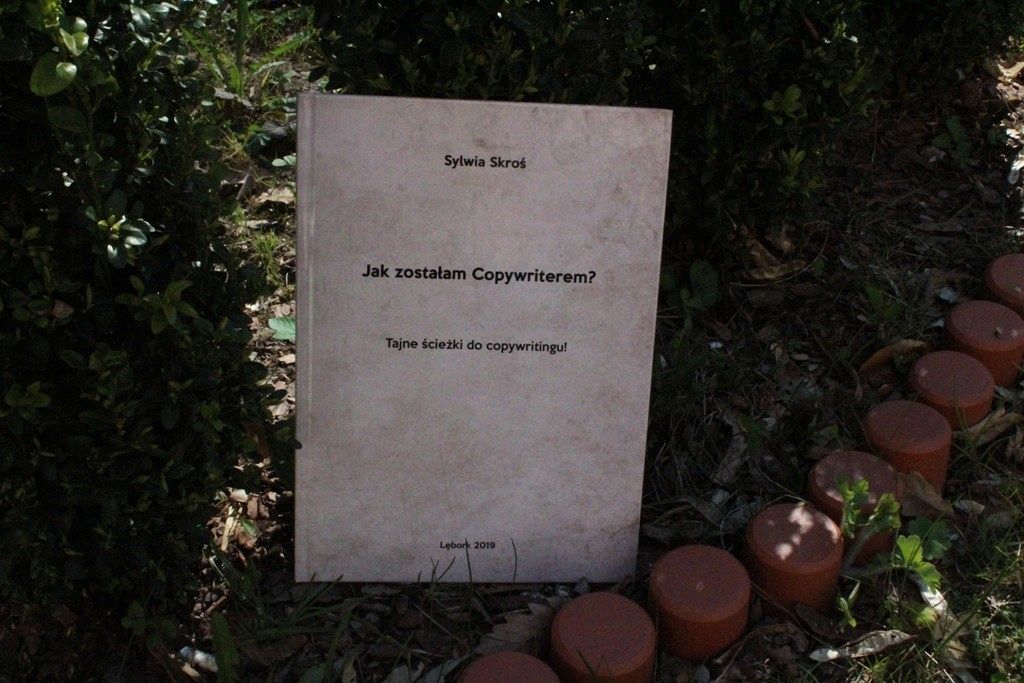 Sylwia Skroś
Jak zostałam Copywriterem?
Tajne ścieżki do copywritingu!
Lębork 2019